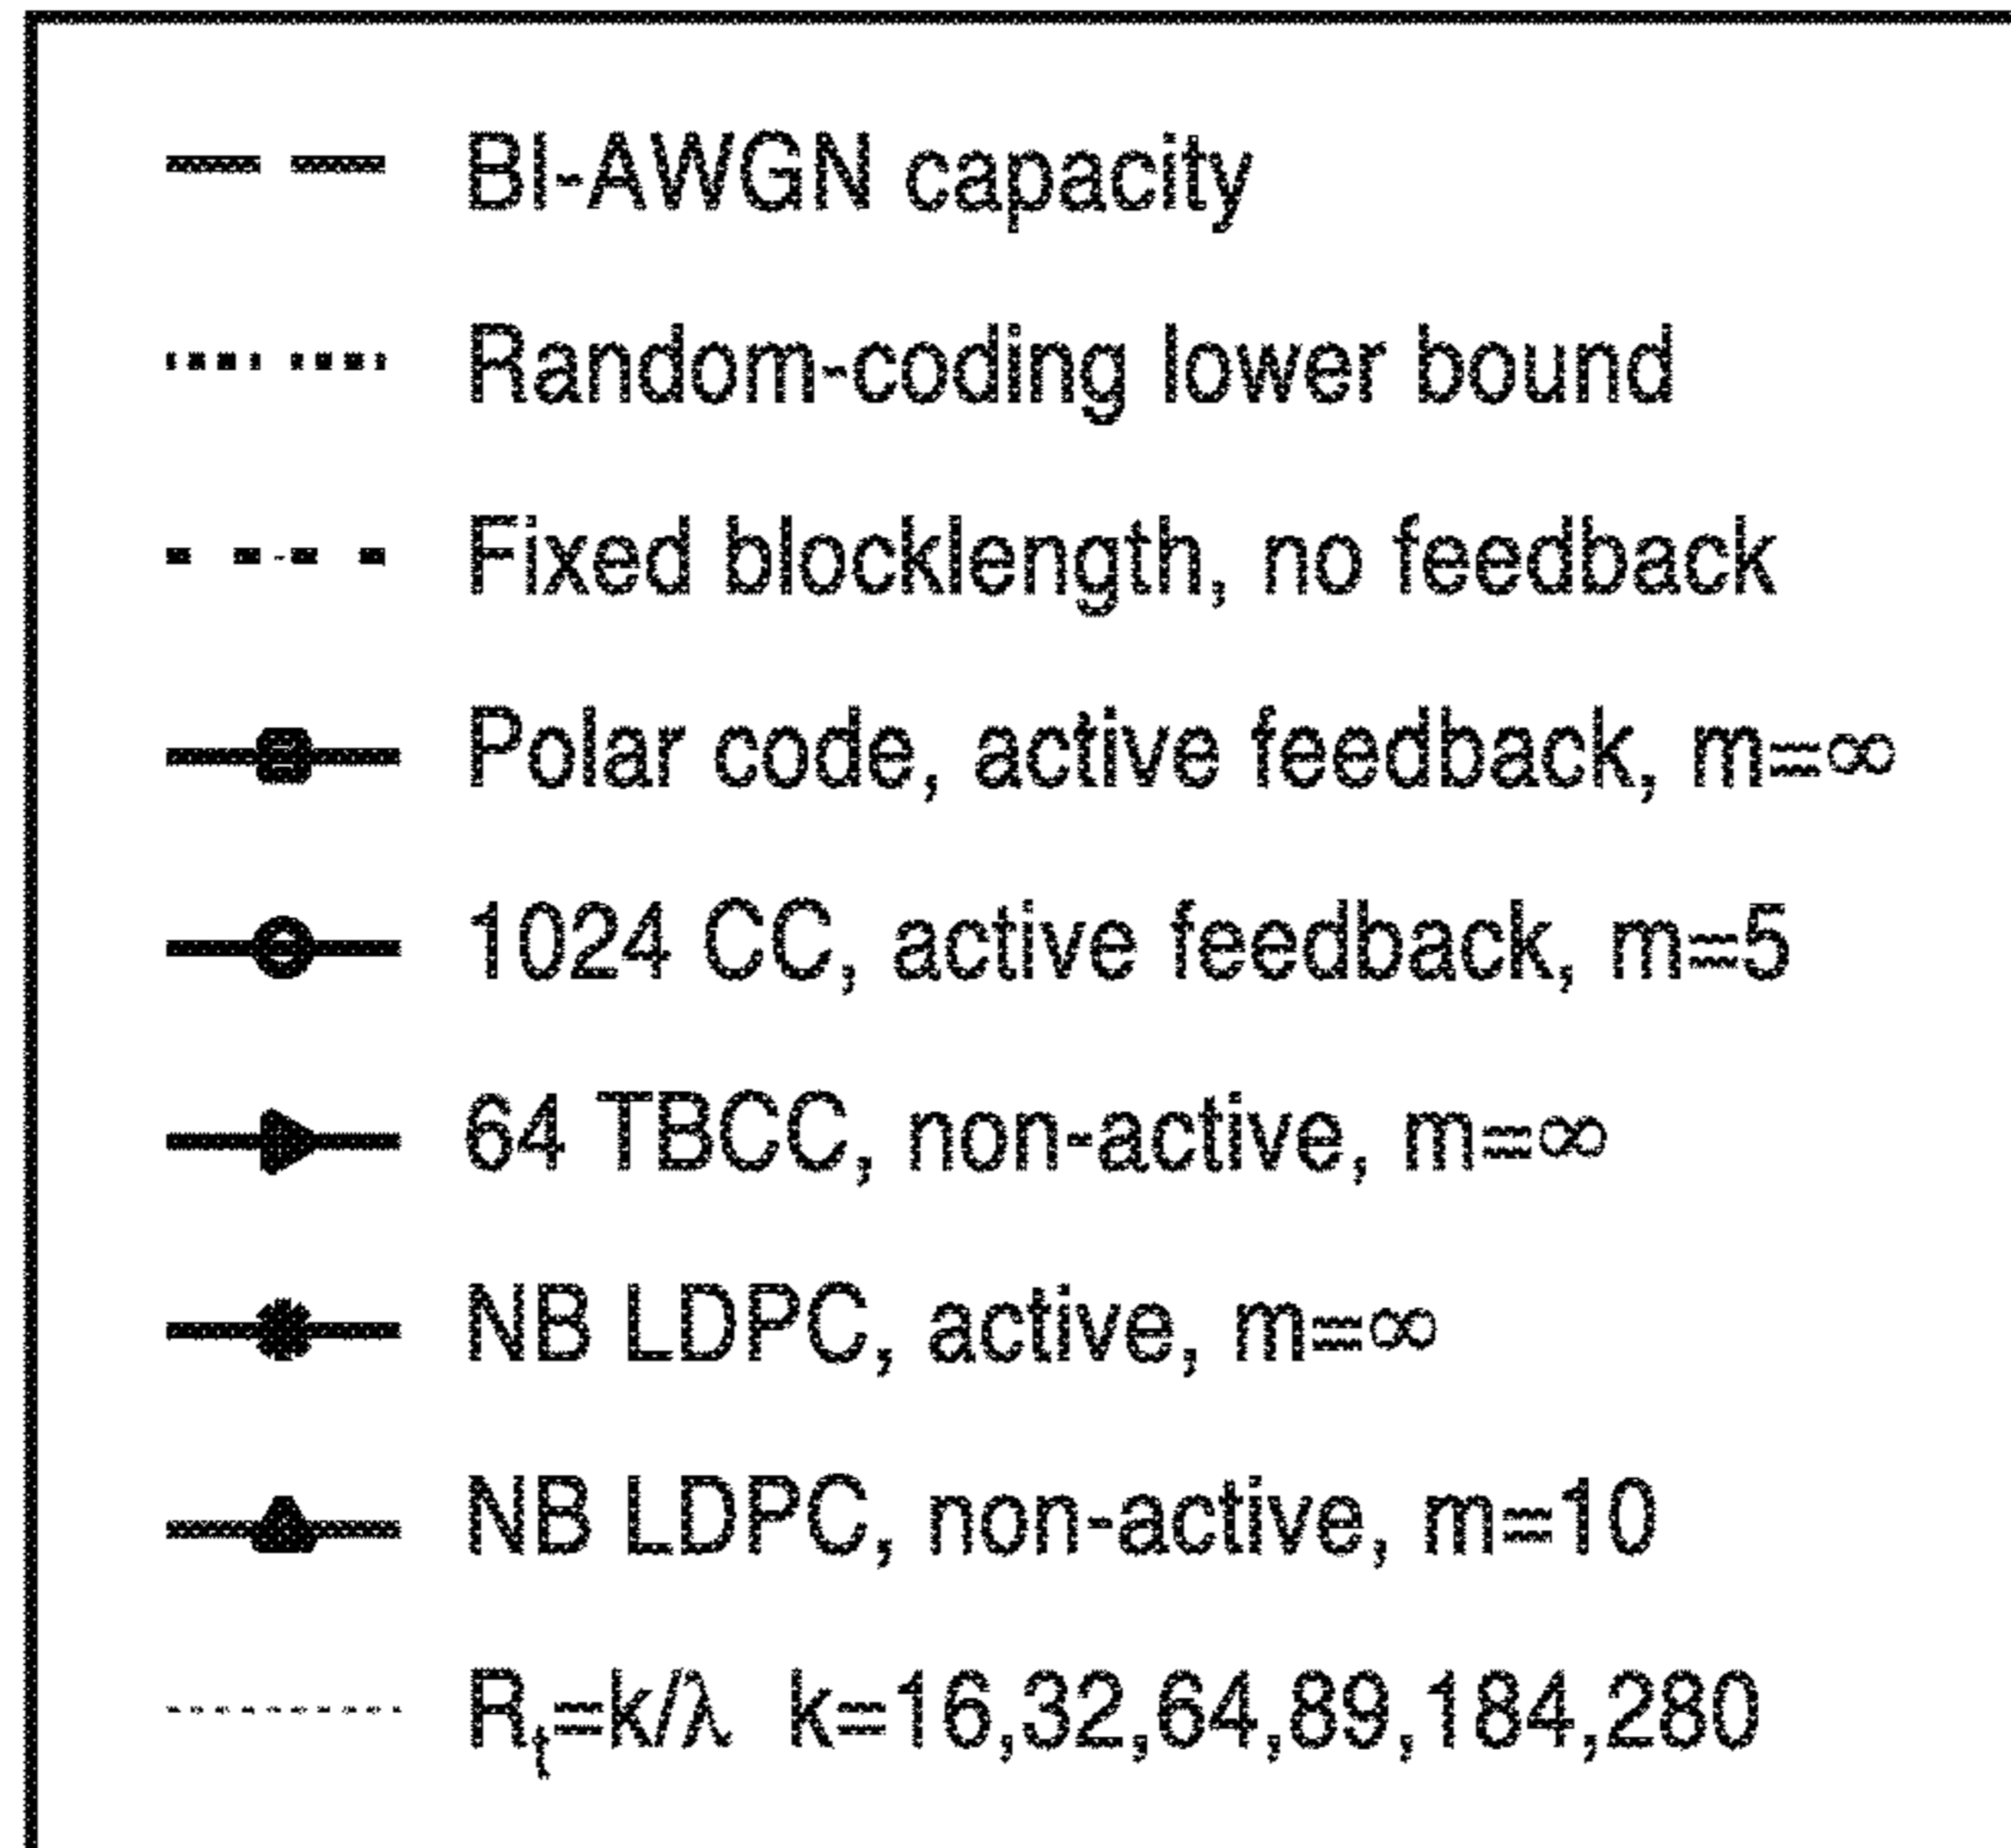 BI-AWGN capacity
Random-coding lower bound
Fixed blocklength, no feedback
Polar code, active feedback, m=∞
1024 CC, active feedback, m=5
64 TBCC, non-active, m=∞
NB LDPC, active, m=∞
NB LDPC, non-active, m=10
Rt=k/λ k=16,32,64,89,184,280